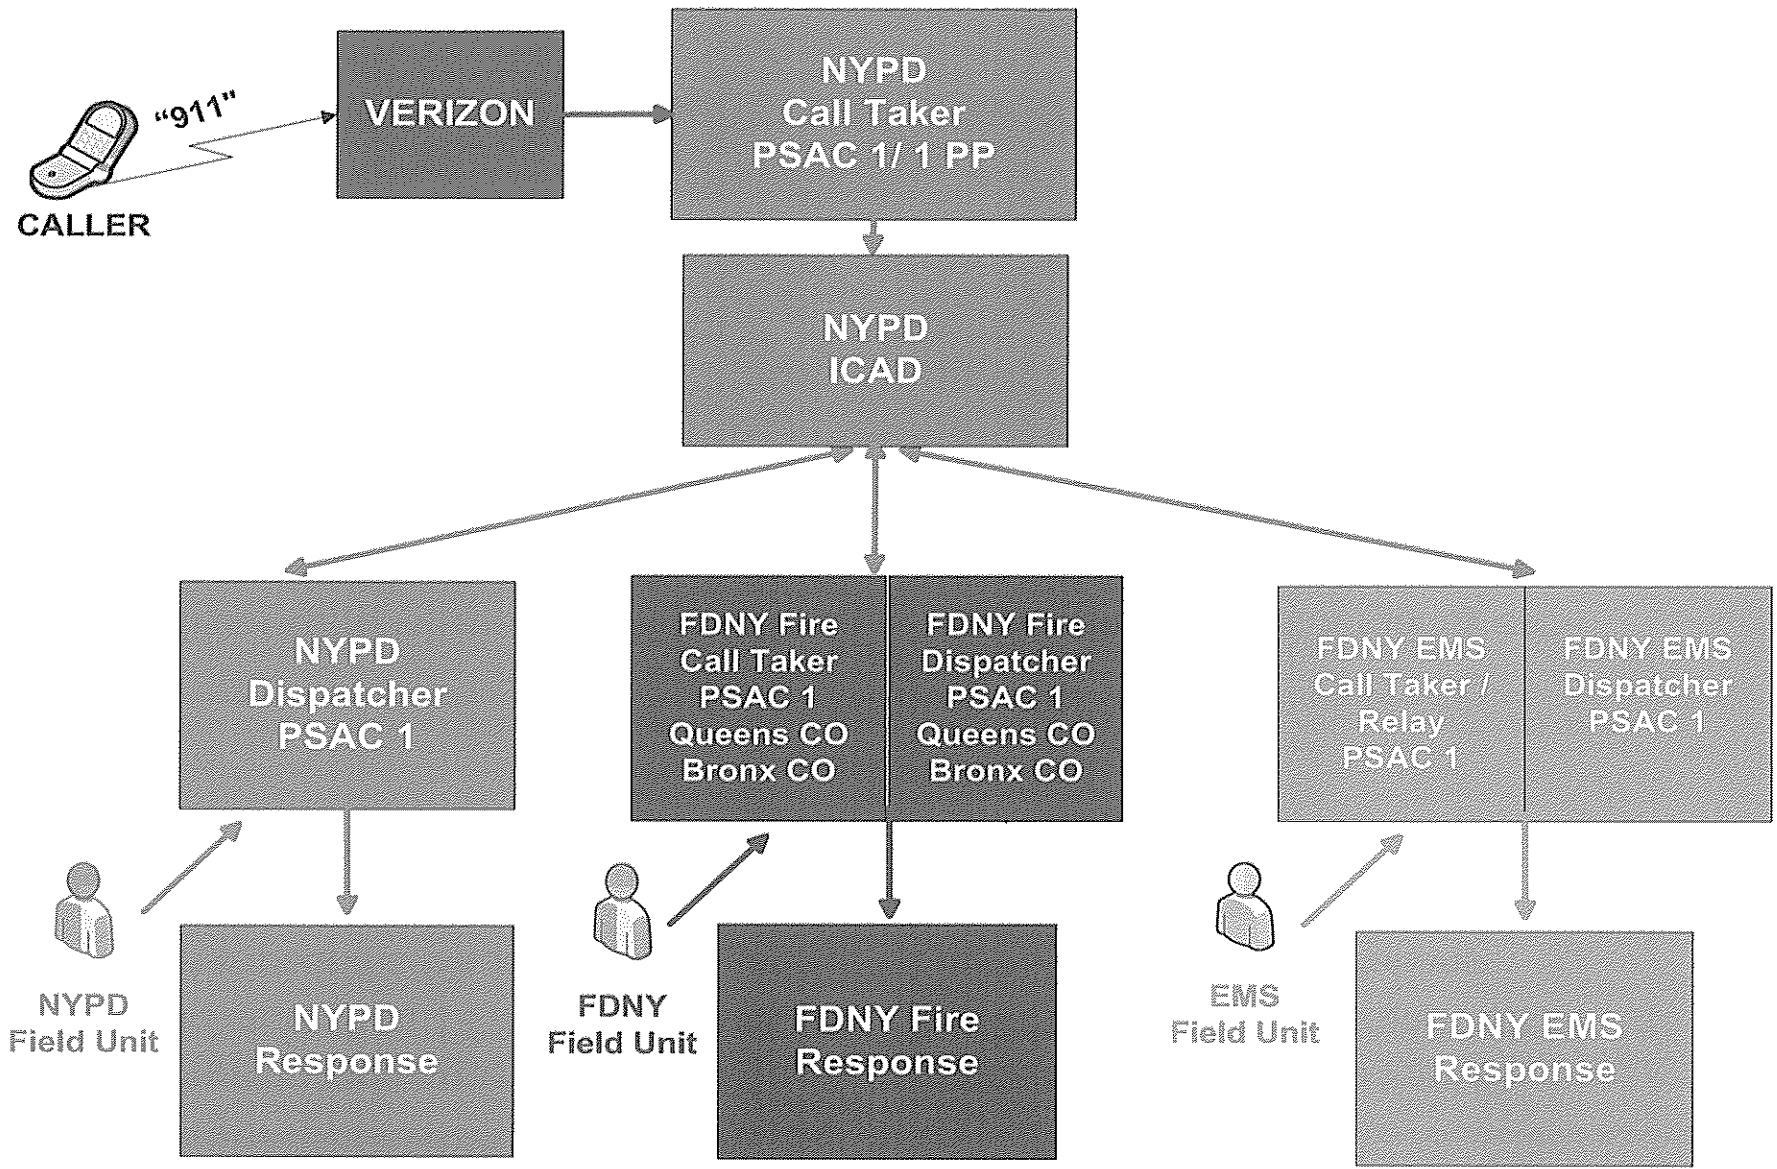 "911"
CALLER
VERIZON
NYPD
Call Taker
PSAC 1/ 1 PP
NYPD
ICAD
NYPD
Dispatcher
PSAC 1
FDNY Fire
Call Taker
PSAC 1
Queens CO
Bronx CO
FDNY Fire
Dispatcher
PSAC 1
Queens CO
Bronx CO
FDNY EMS
Call Taker /
Relay
PSAC 1
FDNY EMS
Dispatcher
PSAC 1
NYPD
Field Unit
NYPD
Response
FDNY
Field Unit
FDNY Fire
Response
EMS
Field Unit
FDNY EMS
Response